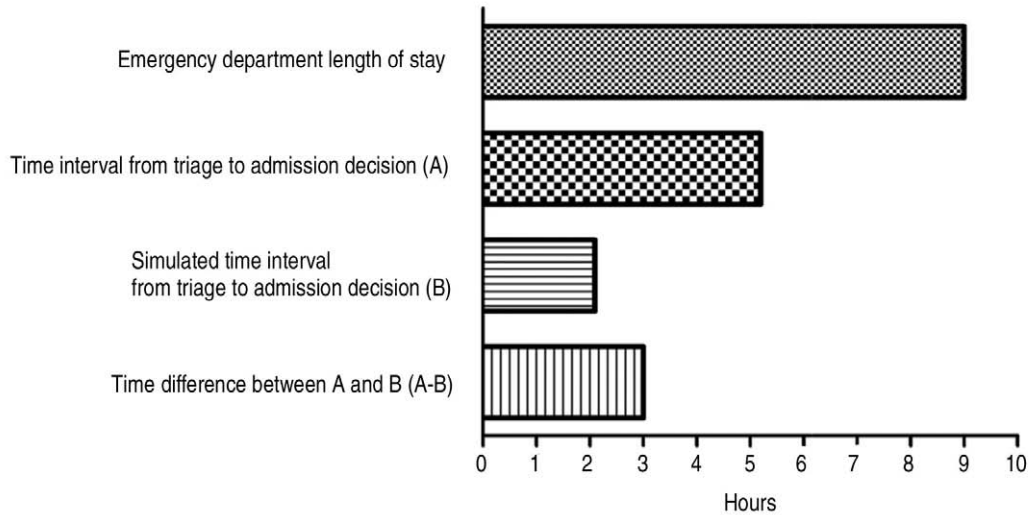 Emergency department length of stay
Time interval from triage to admission decision (A)
Simulated time interval
from triage to admission decision (B)
Time difference between A and B (A-B)
0 1 2 3 4 5 6 7 8 9 10
Hours